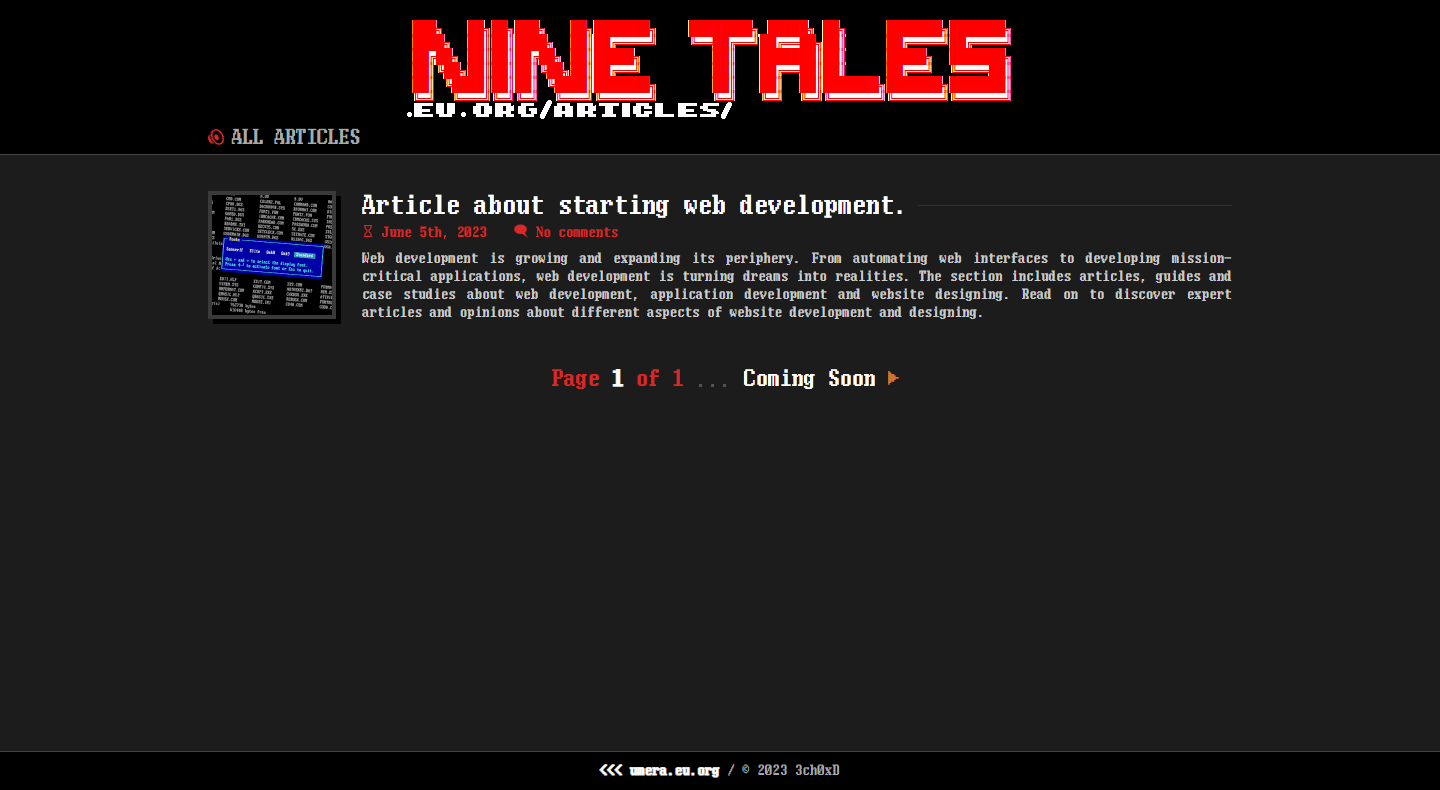 NINE TALES
.EU.ORG/ARTICLES/
ALL ARTICLES
Article about starting web development.
June 5th, 2023 No comments
Web development is growing and expanding its periphery. From automating web interfaces to developing mission-
critical applications, web development is turning dreams into realities. The section includes articles, guides and
case studies about web development, application development and website designing. Read on to discover expert
articles and opinions about different aspects of website development and designing.
Page 1 of 1 ... Coming Soon
umera.eu.org / © 2023 3ch0xD